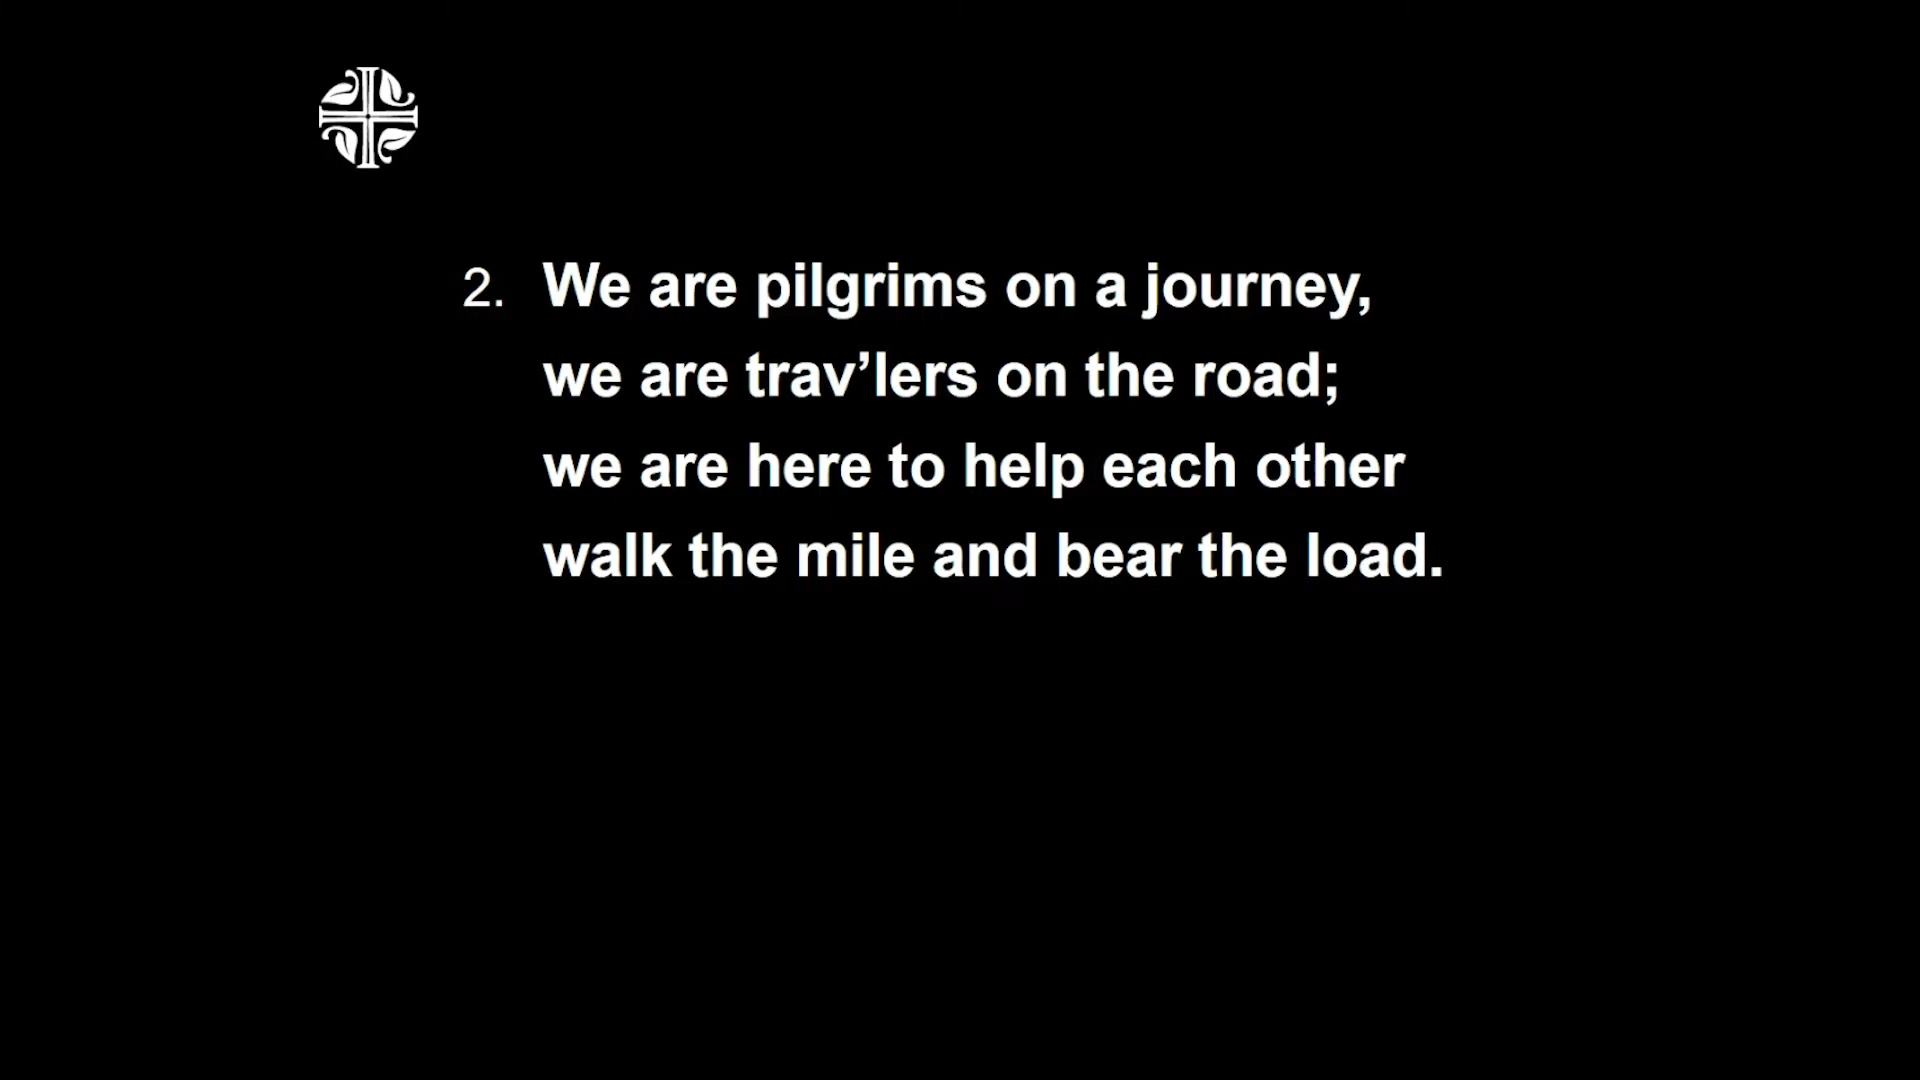 2. We are pilgrims on a journey,
we are trav’lers on the road;
we are here to help each other
walk the mile and bear the load.